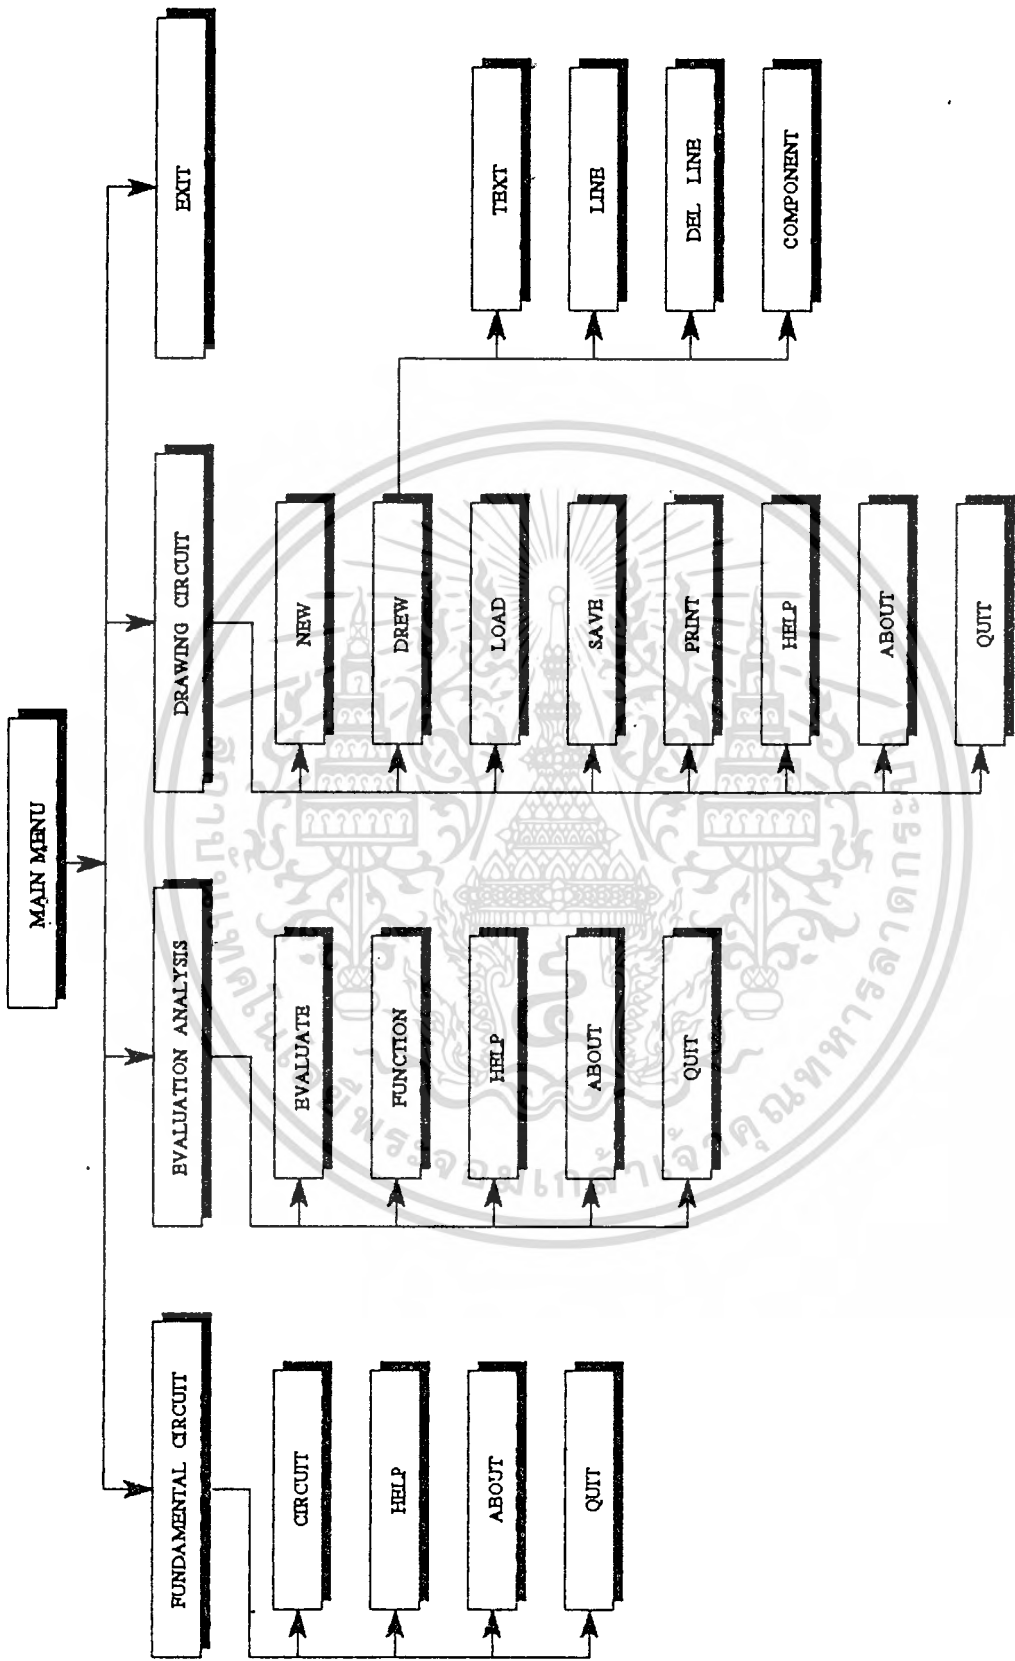 MAIN MENU
FUNDAMENTAL CIRCUIT
CIRCUIT
HELP
ABOUT
QUIT
EVALUATION ANALYSIS
EVALUATE
FUNCTION
HELP
ABOUT
QUIT
DRAWING CIRCUIT
NEW
DREW
LOAD
SAVE
PRINT
HELP
ABOUT
QUIT
TEXT
LINE
DEL LINE
COMPONENT
EXIT